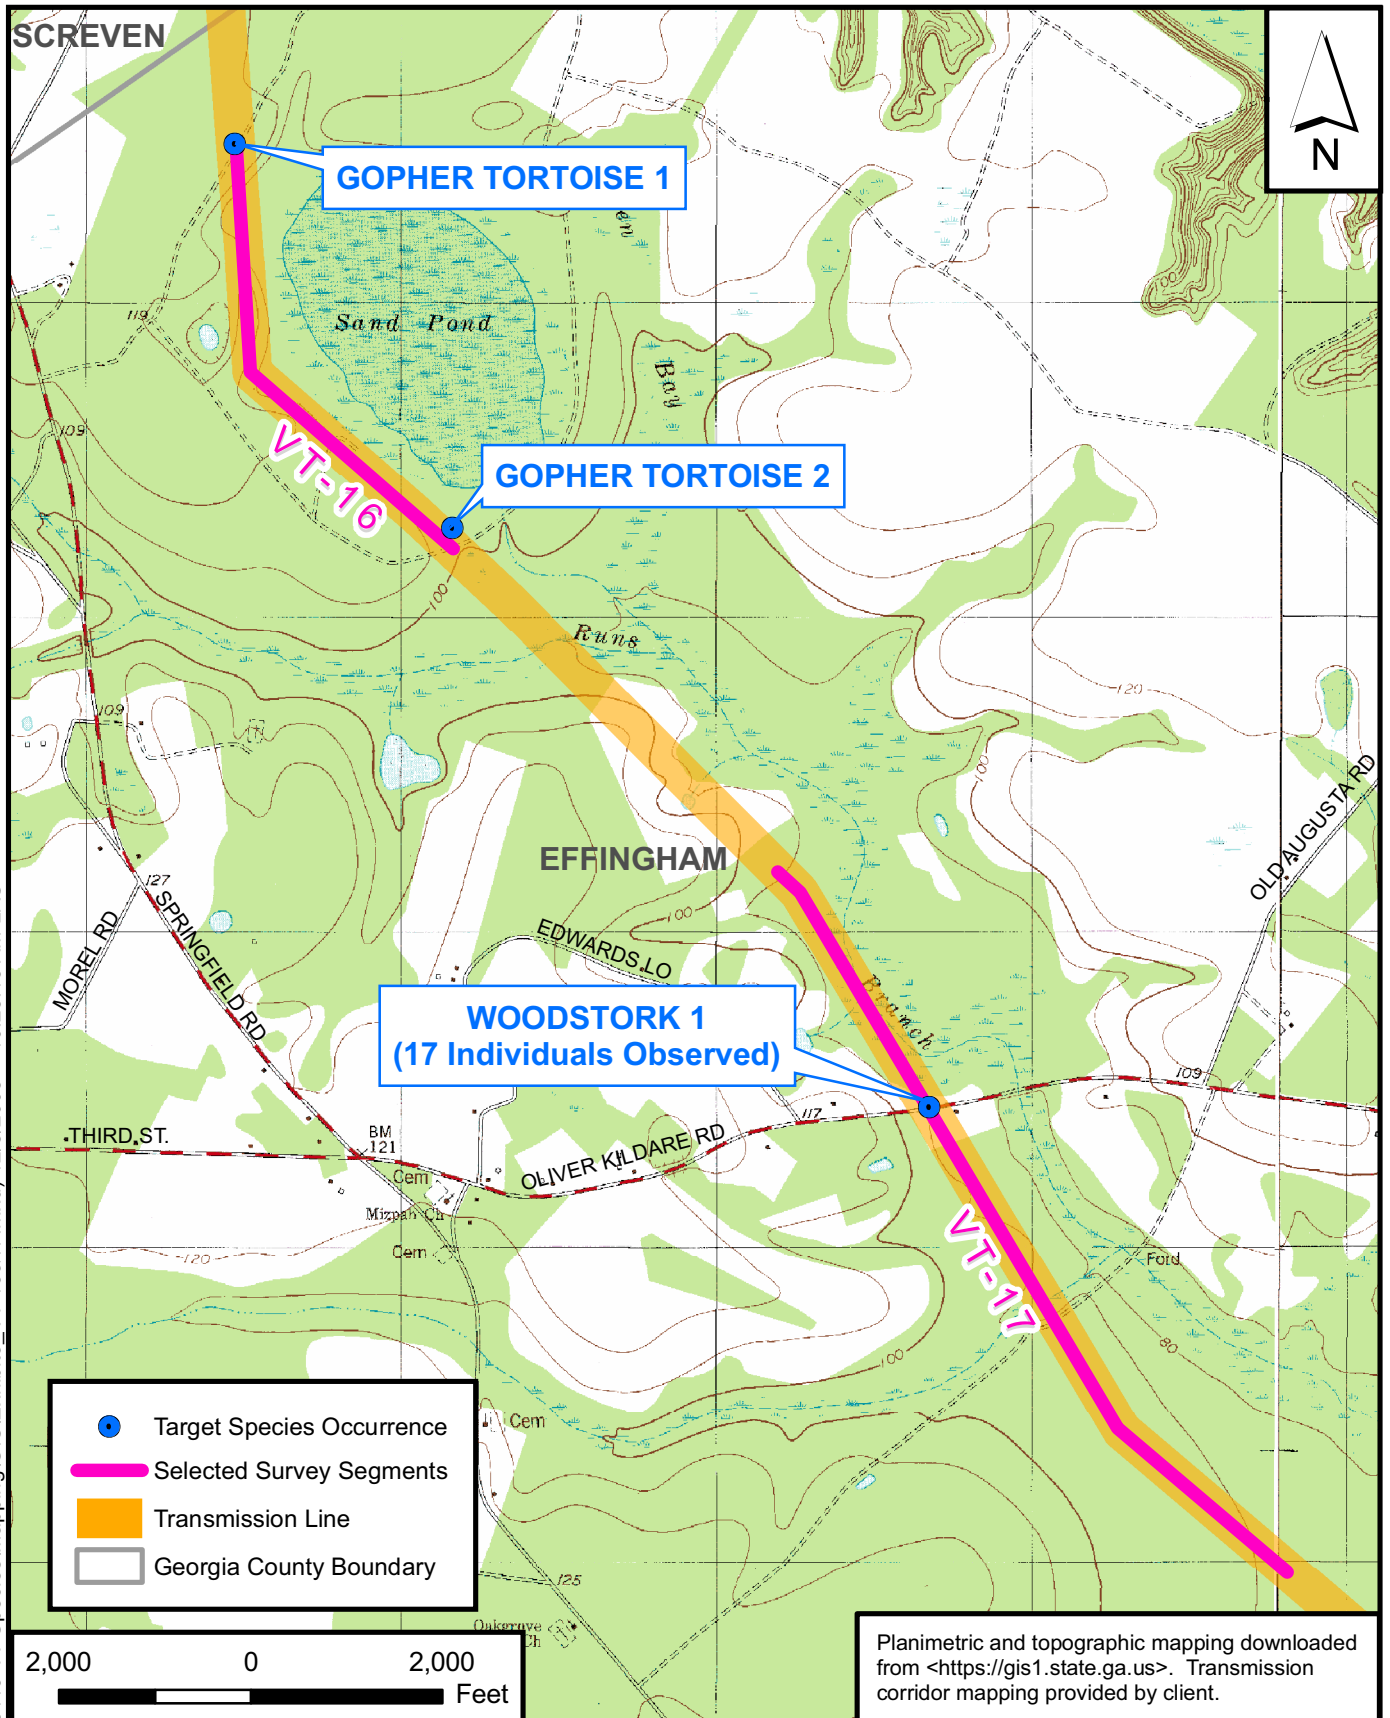 SCREVEN
N
GOPHER TORTOISE 1
Sand Pond
Bay
119
109
GOPHER TORTOISE 2
VT-16
100
Runs
120
109
100
OLD AUGUSTA RD
EFFINGHAM
127
MOREL RD
SPRINGFIELD RD
100
EDWARDS LO
Branch
WOODSTORK 1
(17 Individuals Observed)
109
117
THIRD ST.
BM
121
OLIVER KILDARE RD
Cem
Mizpah Ch
Cem
120
VT-17
Ford
80
100
Cem
Target Species Occurrence
Selected Survey Segments
Transmission Line
Georgia County Boundary
125
Oakgrove
Ch
2,000 0 2,000
Feet
Planimetric and topographic mapping downloaded
from <https://gis1.state.ga.us>. Transmission
corridor mapping provided by client.